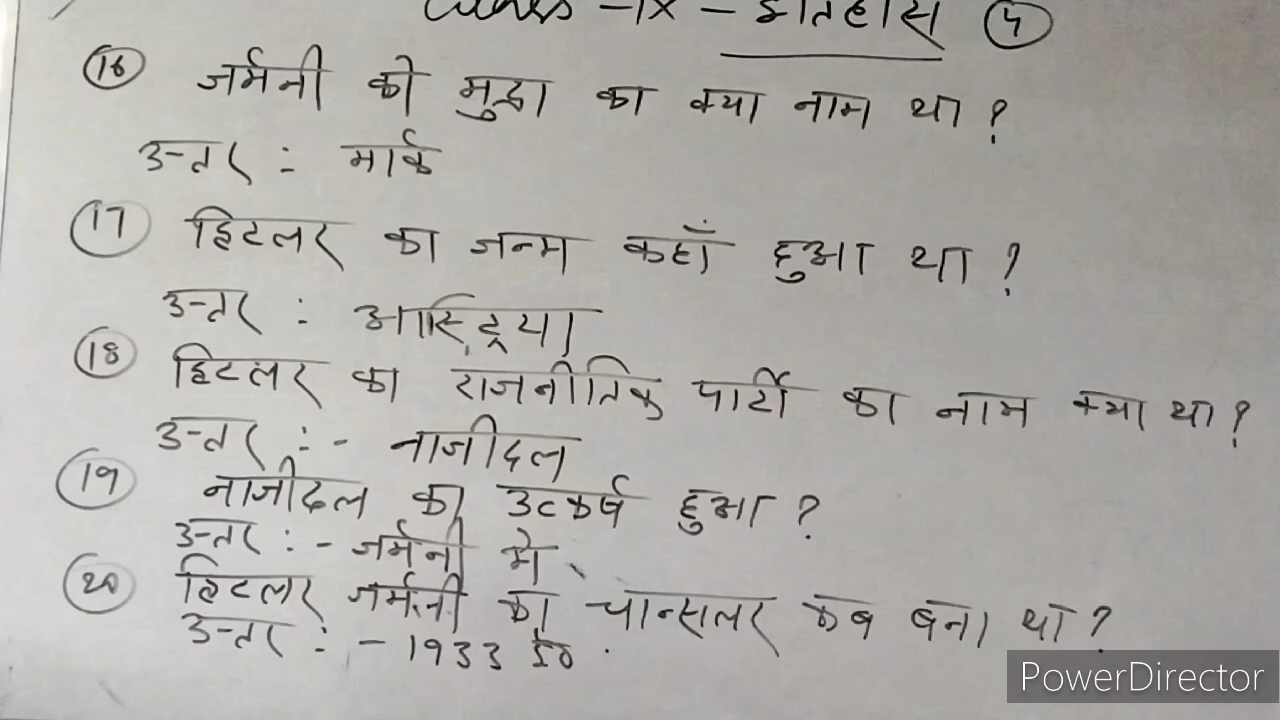 Class - IX - इतिहास (5)
(16) जर्मनी को मुद्रा का क्या नाम था ?
उत्तर : मार्क
(17) हिटलर का जन्म कहाँ हुआ था ?
उत्तर : आस्ट्रिया
(18) हिटलर का राजनीतिक पार्टी का नाम क्या था ?
उत्तर :- नाजीदल
(19) नाजीदल का उत्कर्ष हुआ ?
उत्तर :- जर्मनी मे
(20) हिटलर जर्मनी का चान्सलर कब बना था ?
उत्तर :- 1933 ई०.
PowerDirector